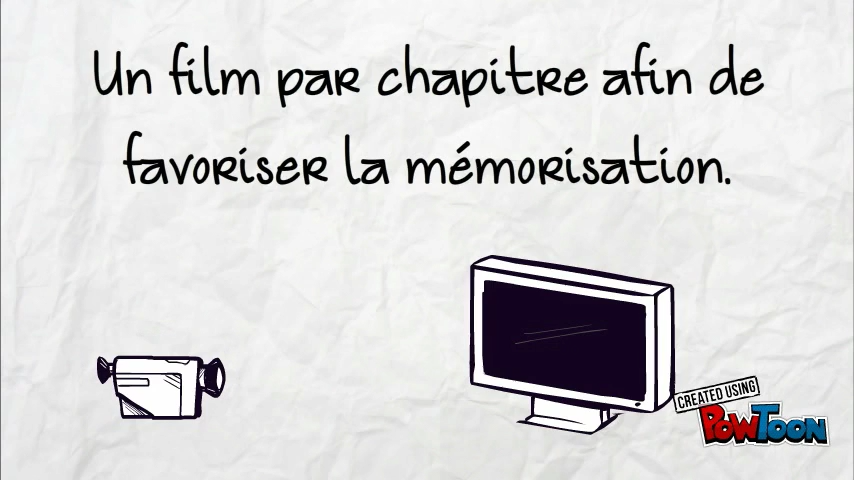 Un film par chapitre afin de
favoriser la mémorisation.
CREATED USING
POWTOON